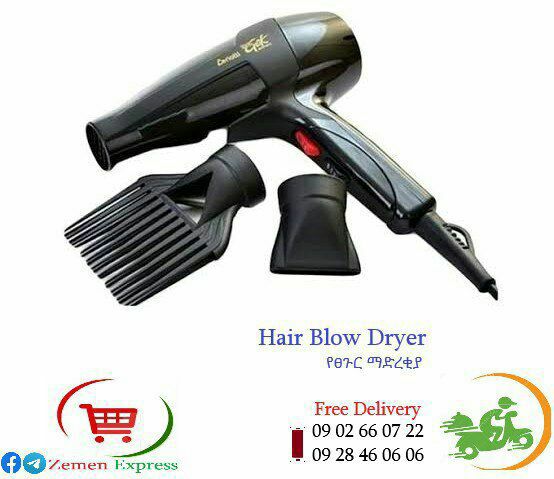 Hair Blow Dryer
የፀጉር ማድረቂያ
Free Delivery
09 02 66 07 22
09 28 46 06 06
Zemen Express